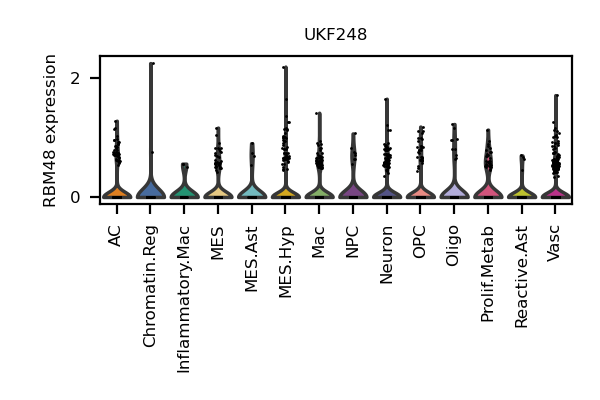 UKF248
RBM48 expression
2
0
AC
Chromatin.Reg
Inflammatory.Mac
MES
MES.Ast
MES.Hyp
Mac
NPC
Neuron
OPC
Oligo
Prolif.Metab
Reactive.Ast
Vasc